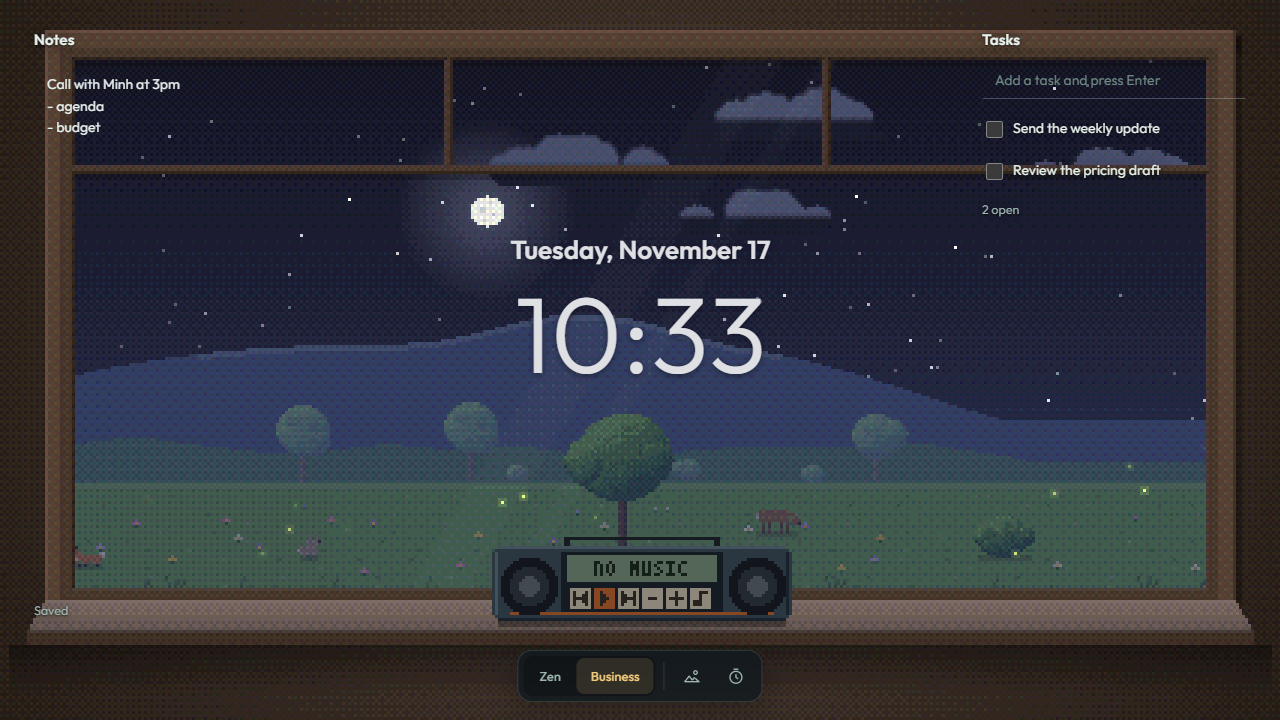 Notes
Call with Minh at 3pm
- agenda
- budget
Tasks
Add a task and press Enter
Send the weekly update
Review the pricing draft
2 open
Tuesday, November 17
10:33
NO MUSIC
Saved
Zen
Business